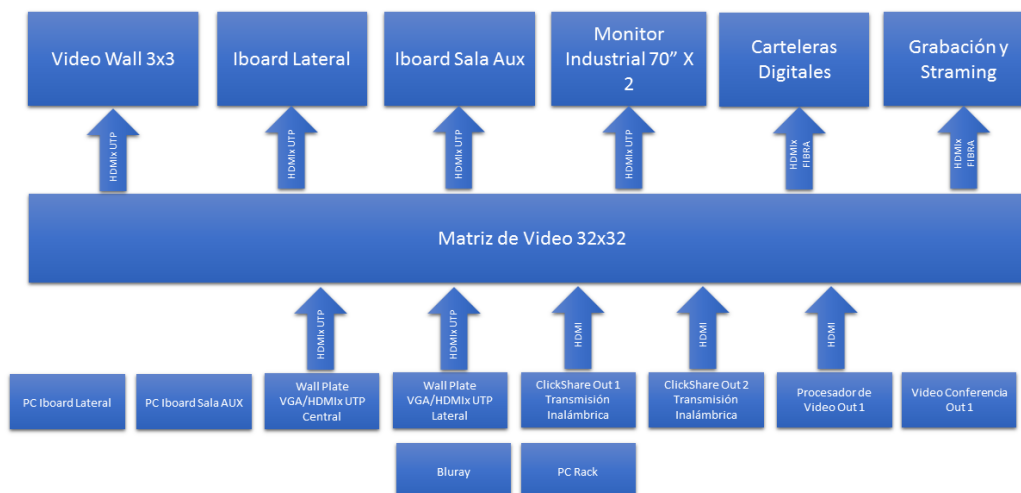 Video Wall 3x3
Iboard Lateral
Iboard Sala Aux
Monitor
Industrial 70” X
2
Carteleras
Digitales
Grabación y
Straming
HDMIx UTP
HDMIx UTP
HDMIx UTP
HDMIx UTP
HDMIx
FIBRA
HDMIx
FIBRA
Matriz de Video 32x32
HDMIx UTP
HDMIx UTP
HDMI
HDMI
HDMI
PC Iboard Lateral
PC Iboard Sala AUX
Wall Plate
VGA/HDMIx UTP
Central
Wall Plate
VGA/HDMIx UTP
Lateral
ClickShare Out 1
Transmisión
Inalámbrica
ClickShare Out 2
Transmisión
Inalámbrica
Procesador de
Video Out 1
Video Conferencia
Out 1
Bluray
PC Rack